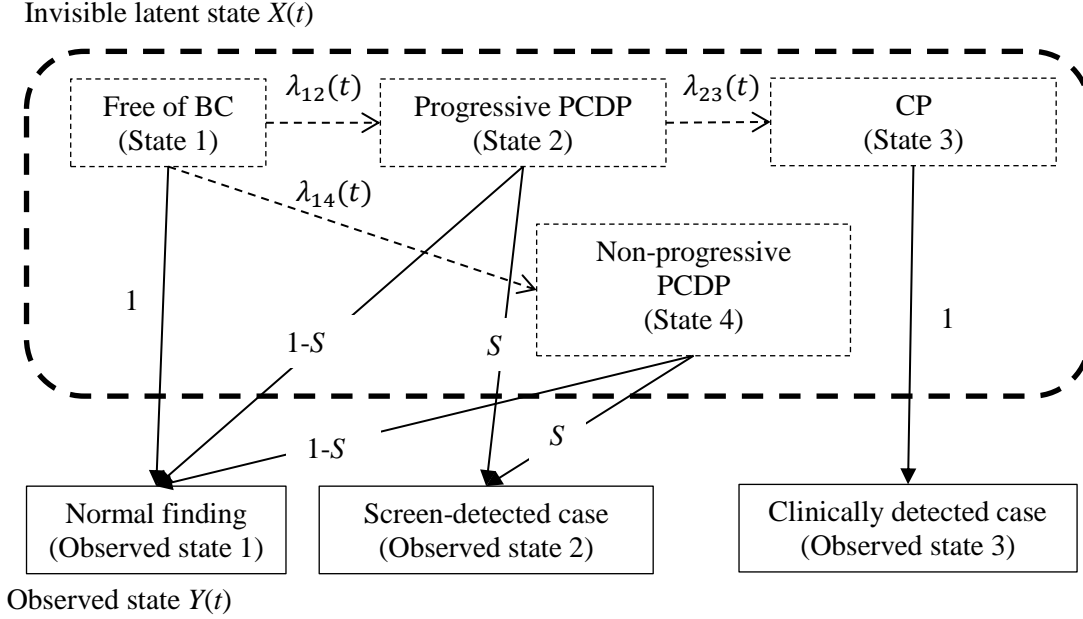 Invisible latent state X(t)
λ₁₂(t)
λ₂₃(t)
Free of BC
(State 1)
Progressive PCDP
(State 2)
CP
(State 3)
λ₁₄(t)
Non-progressive
PCDP
(State 4)
1
1
1-S
S
1-S
S
Normal finding
(Observed state 1)
Screen-detected case
(Observed state 2)
Clinically detected case
(Observed state 3)
Observed state Y(t)